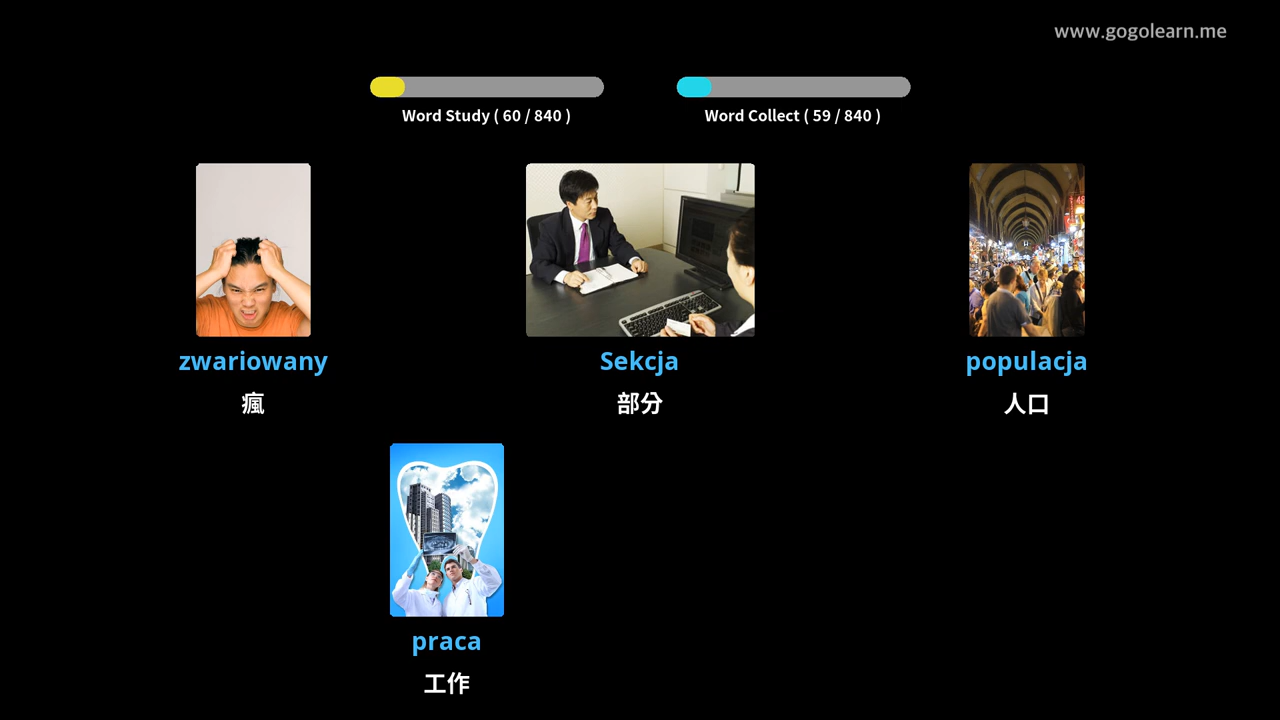 www.gogolearn.me
Word Study ( 60 / 840 )
Word Collect ( 59 / 840 )
zwariowany
瘋
Sekcja
部分
populacja
人口
praca
工作